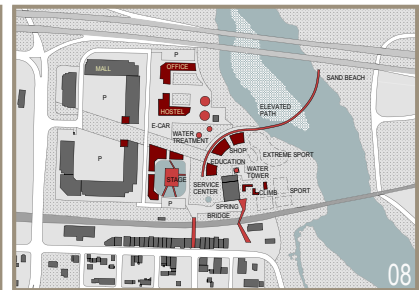 P
OFFICE
MALL
SAND BEACH
P
HOSTEL
ELEVATED
PATH
E-CAR
WATER
TREATMENT
SHOP
EXTREME SPORT
EDUCATION
P
WATER
TOWER
STAGE
SERVICE
CENTER
CLIMB
SPORT
P
SPRING
BRIDGE
08